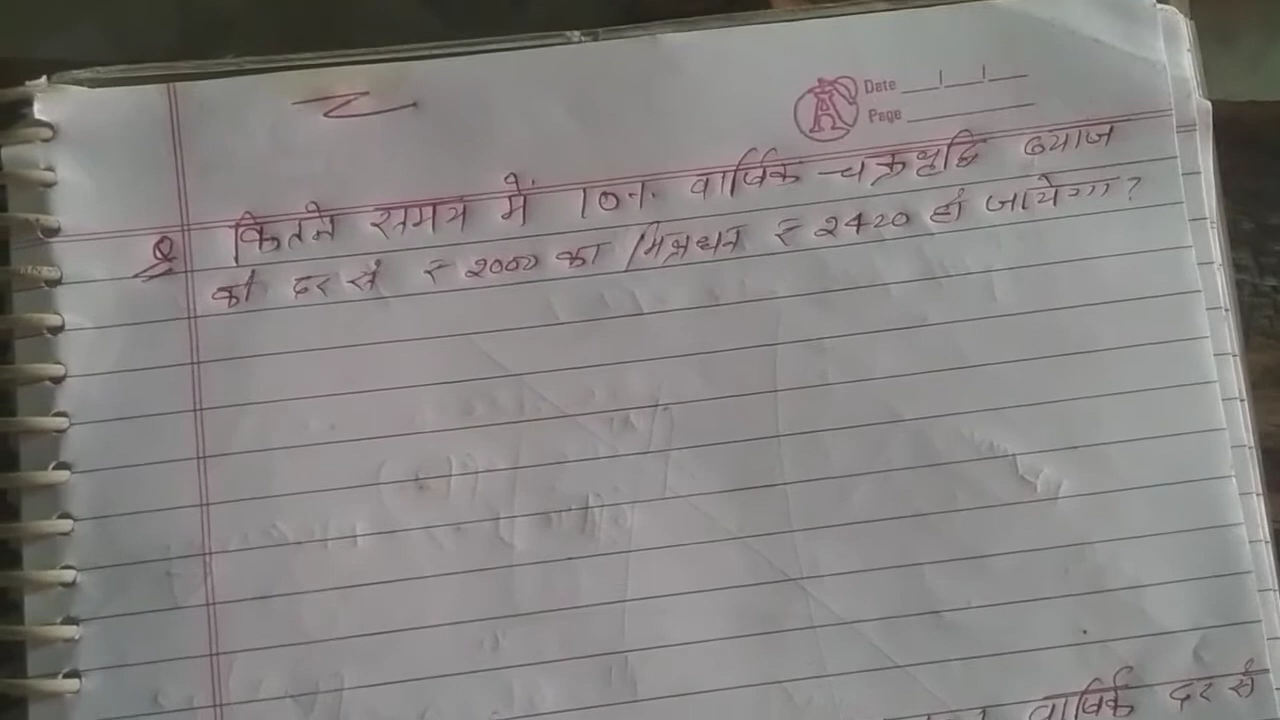 Date
Page
Q कितने समय में 10% वार्षिक चक्रवृद्धि ब्याज
की दर से ₹ 2000 का मिश्रधन ₹ 2420 हो जायेगा?
वार्षिक दर से